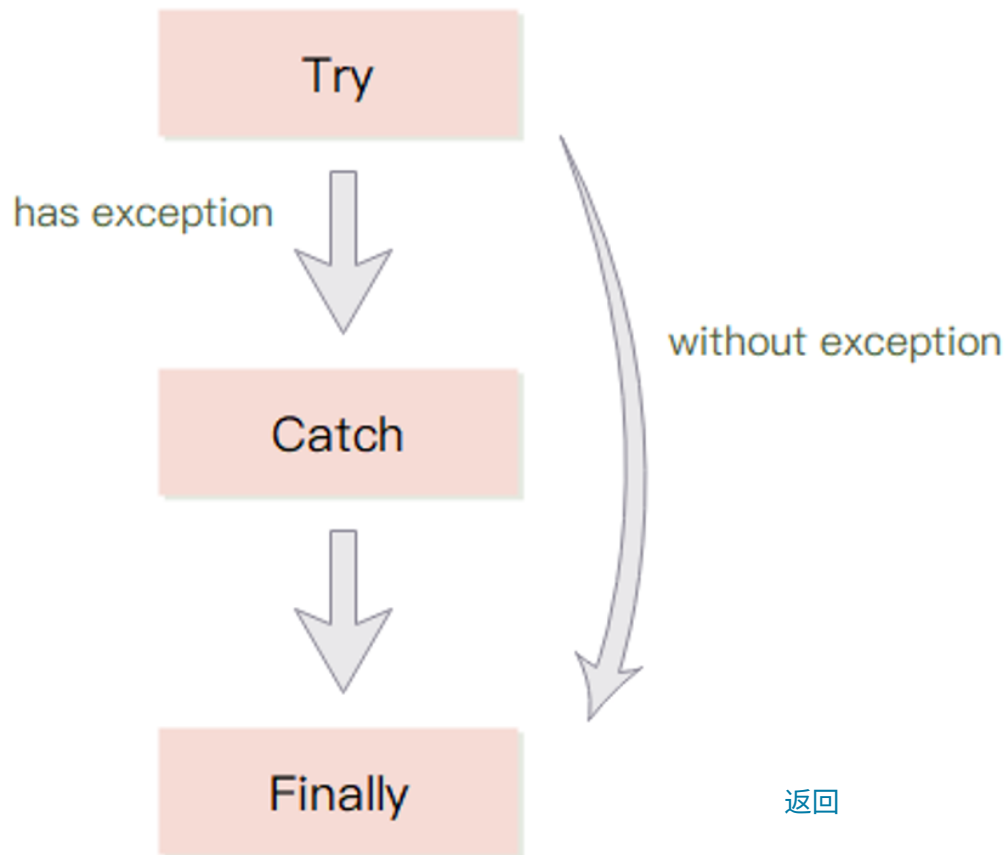 Try
has exception
without exception
Catch
Finally
返回